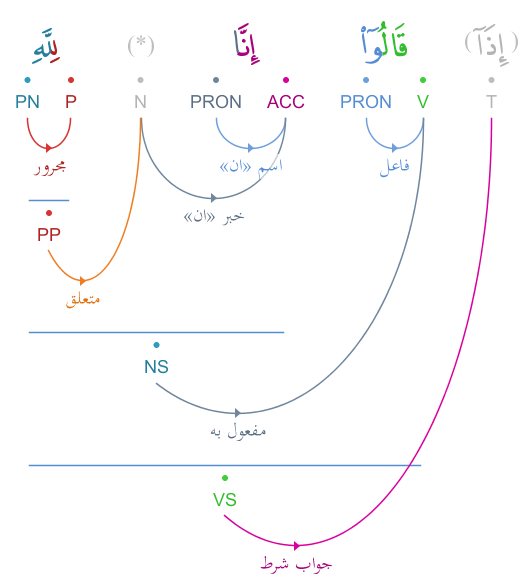 (إِذَآ) قَالُوٓا۟ إِنَّا (*) لِلَّهِ
T V PRON ACC PRON N P PN
فاعل اسم «ان» مجرور
خبر «ان»
PP
متعلق
NS
مفعول به
VS
جواب شرط